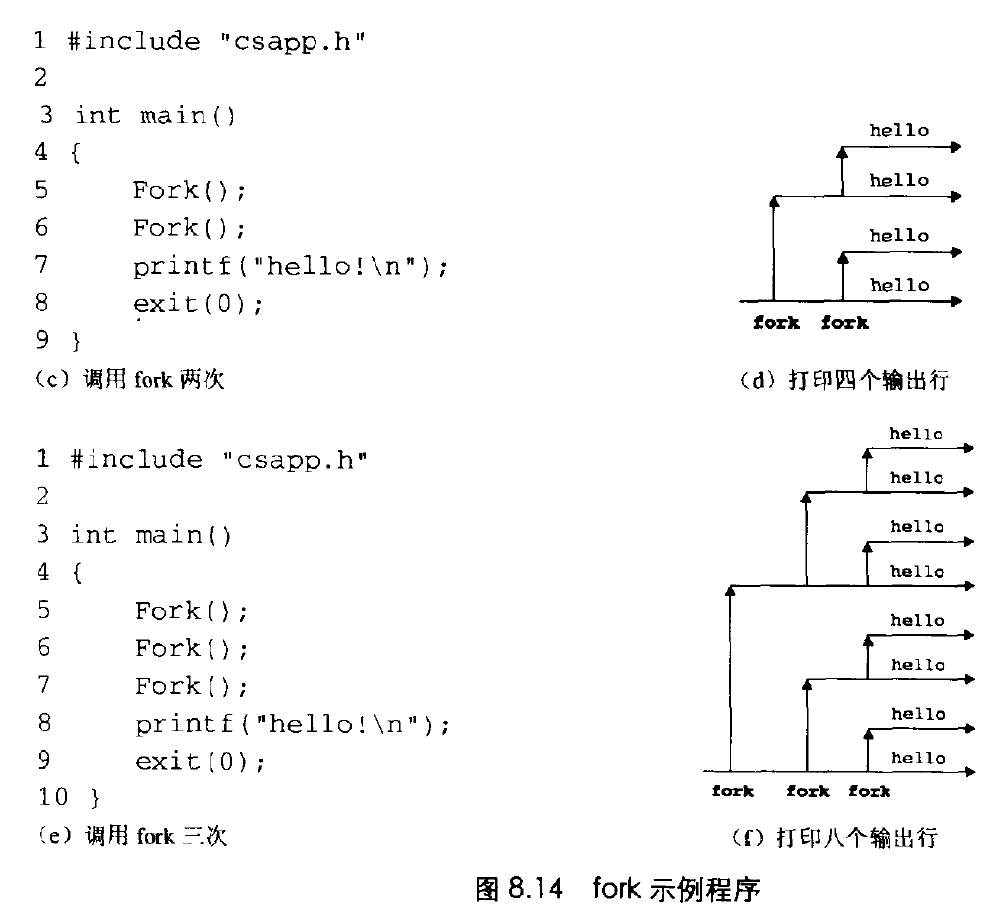 1 #include "csapp.h"
2
3 int main()
4 {
5     Fork();
6     Fork();
7     printf("hello!\n");
8     exit(0);
9 }
(c) 调用 fork 两次
hello
hello
hello
hello
fork fork
(d) 打印四个输出行
1 #include "csapp.h"
2
3 int main()
4 {
5     Fork();
6     Fork();
7     Fork();
8     printf("hello!\n");
9     exit(0);
10 }
(e) 调用 fork 三次
hello
hello
hello
hello
hello
hello
hello
hello
fork fork fork
(f) 打印八个输出行
图 8.14 fork 示例程序